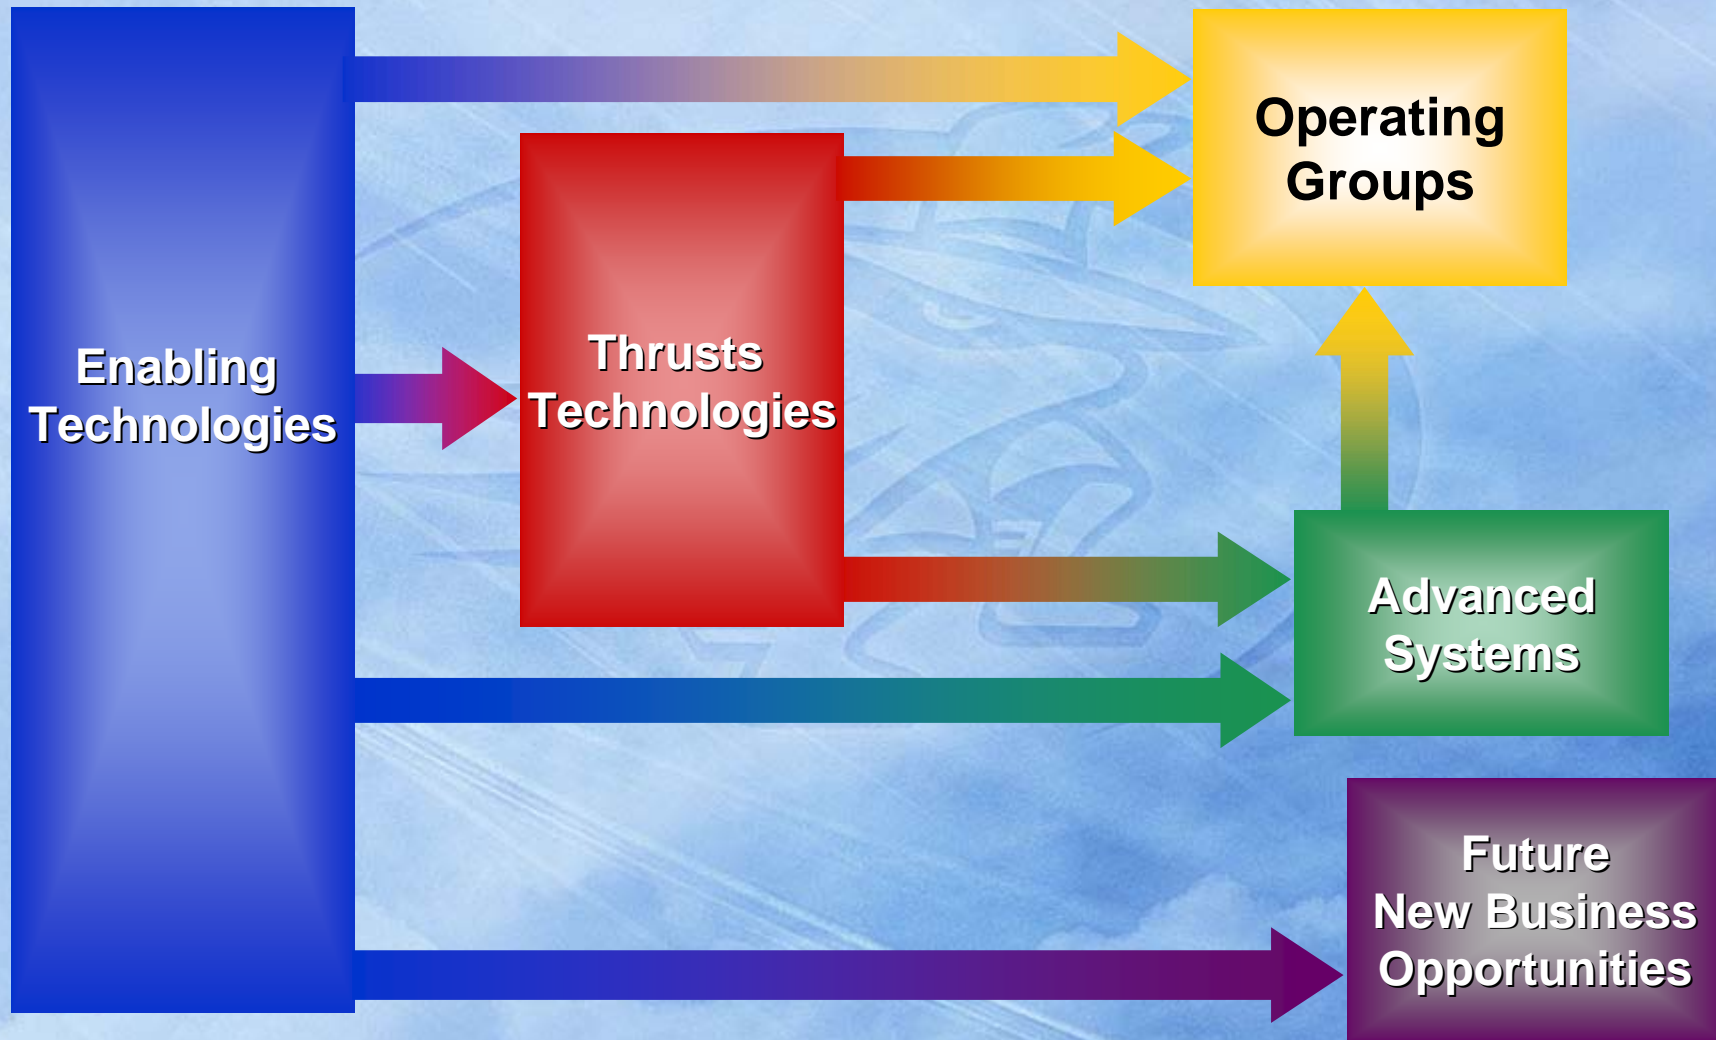 Enabling
Technologies
Thrusts
Technologies
Operating
Groups
Advanced
Systems
Future
New Business
Opportunities